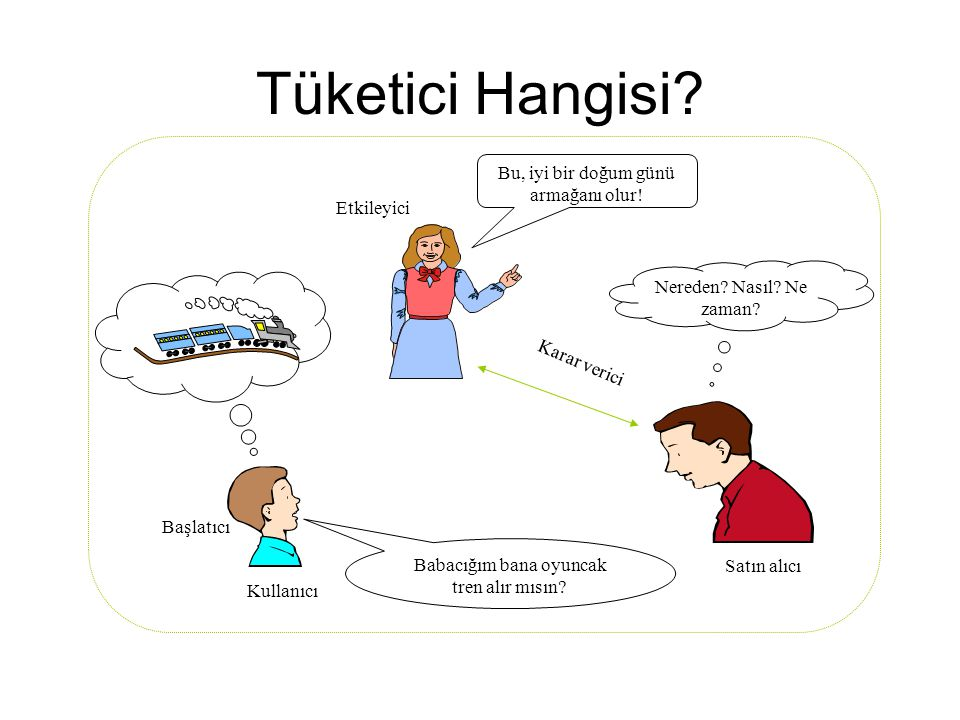 Tüketici Hangisi?
Bu, iyi bir doğum günü
armağanı olur!
Etkileyici
Nereden? Nasıl? Ne
zaman?
Karar verici
Başlatıcı
Babacığım bana oyuncak
tren alır mısın?
Satın alıcı
Kullanıcı